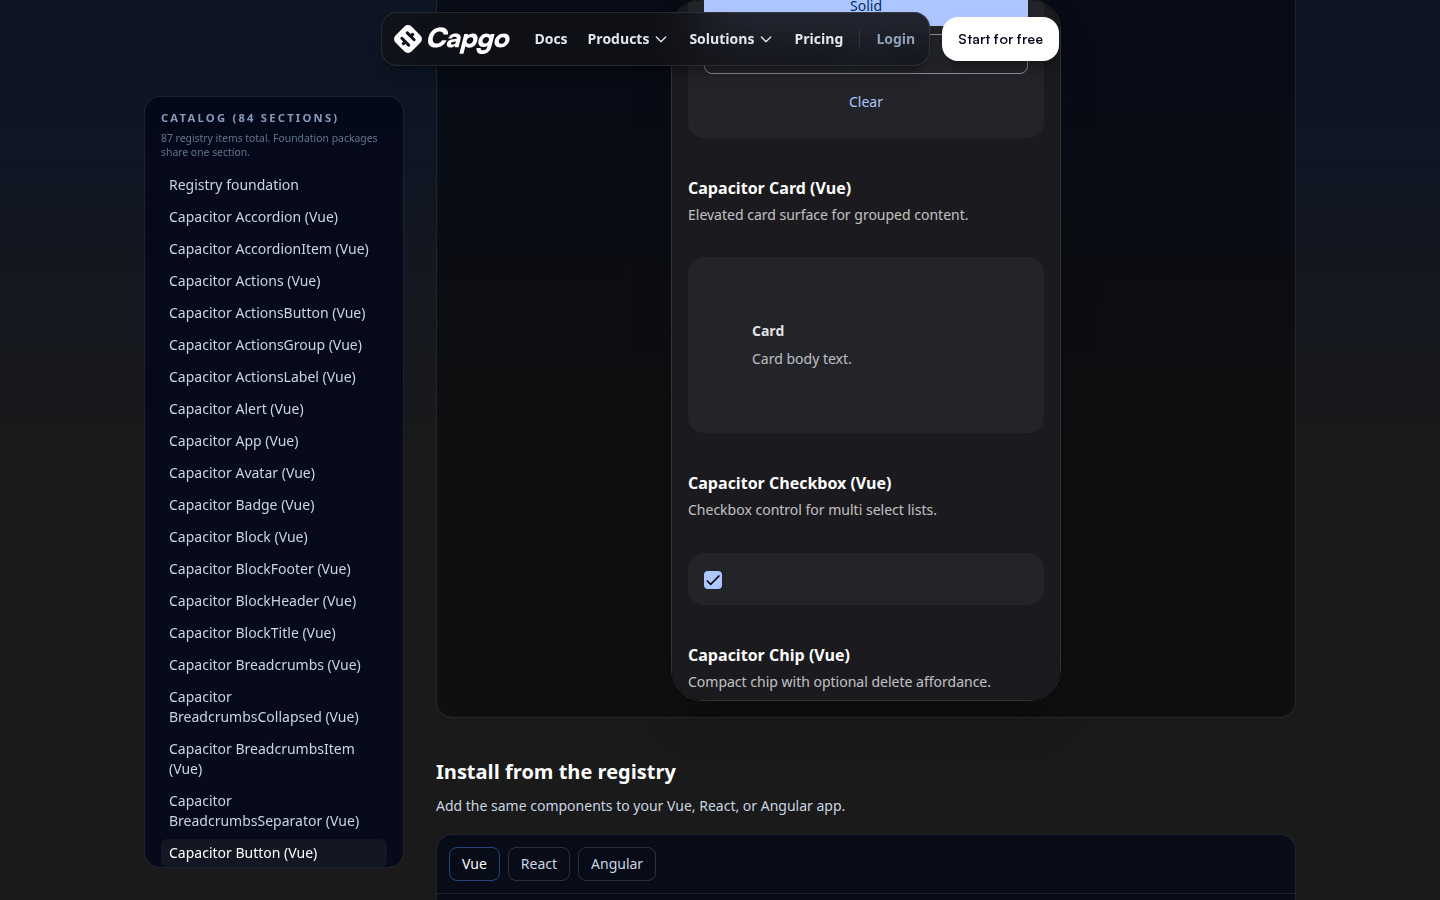 Solid
Capgo
Docs
Products
Solutions
Pricing
Login
Start for free
Clear
CATALOG (84 SECTIONS)
87 registry items total. Foundation packages
share one section.
Registry foundation
Capacitor Accordion (Vue)
Capacitor AccordionItem (Vue)
Capacitor Actions (Vue)
Capacitor ActionsButton (Vue)
Capacitor ActionsGroup (Vue)
Capacitor ActionsLabel (Vue)
Capacitor Alert (Vue)
Capacitor App (Vue)
Capacitor Avatar (Vue)
Capacitor Badge (Vue)
Capacitor Block (Vue)
Capacitor BlockFooter (Vue)
Capacitor BlockHeader (Vue)
Capacitor BlockTitle (Vue)
Capacitor Breadcrumbs (Vue)
Capacitor
BreadcrumbsCollapsed (Vue)
Capacitor BreadcrumbsItem
(Vue)
Capacitor
BreadcrumbsSeparator (Vue)
Capacitor Button (Vue)
Capacitor Card (Vue)
Elevated card surface for grouped content.
Card
Card body text.
Capacitor Checkbox (Vue)
Checkbox control for multi select lists.
Capacitor Chip (Vue)
Compact chip with optional delete affordance.
Install from the registry
Add the same components to your Vue, React, or Angular app.
Vue
React
Angular